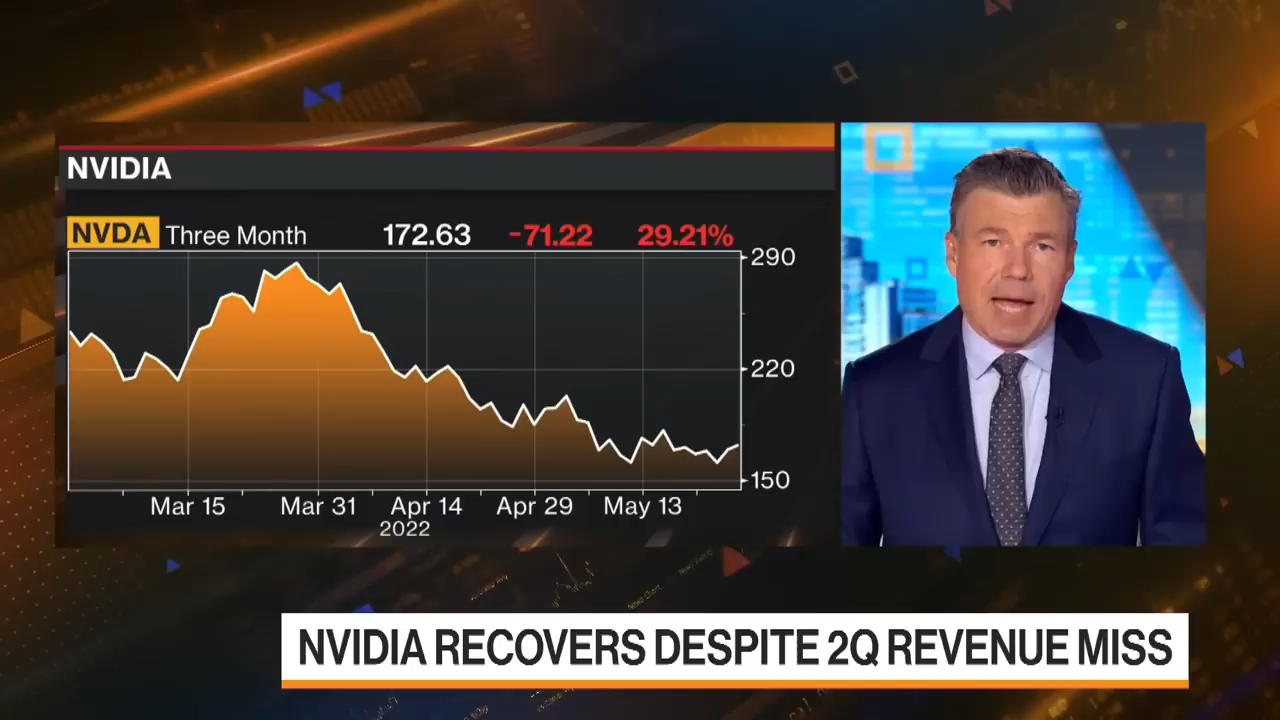 NVIDIA
NVDA Three Month 172.63 -71.22 29.21%
290
220
150
Mar 15 Mar 31 Apr 14 Apr 29 May 13
2022
NVIDIA RECOVERS DESPITE 2Q REVENUE MISS